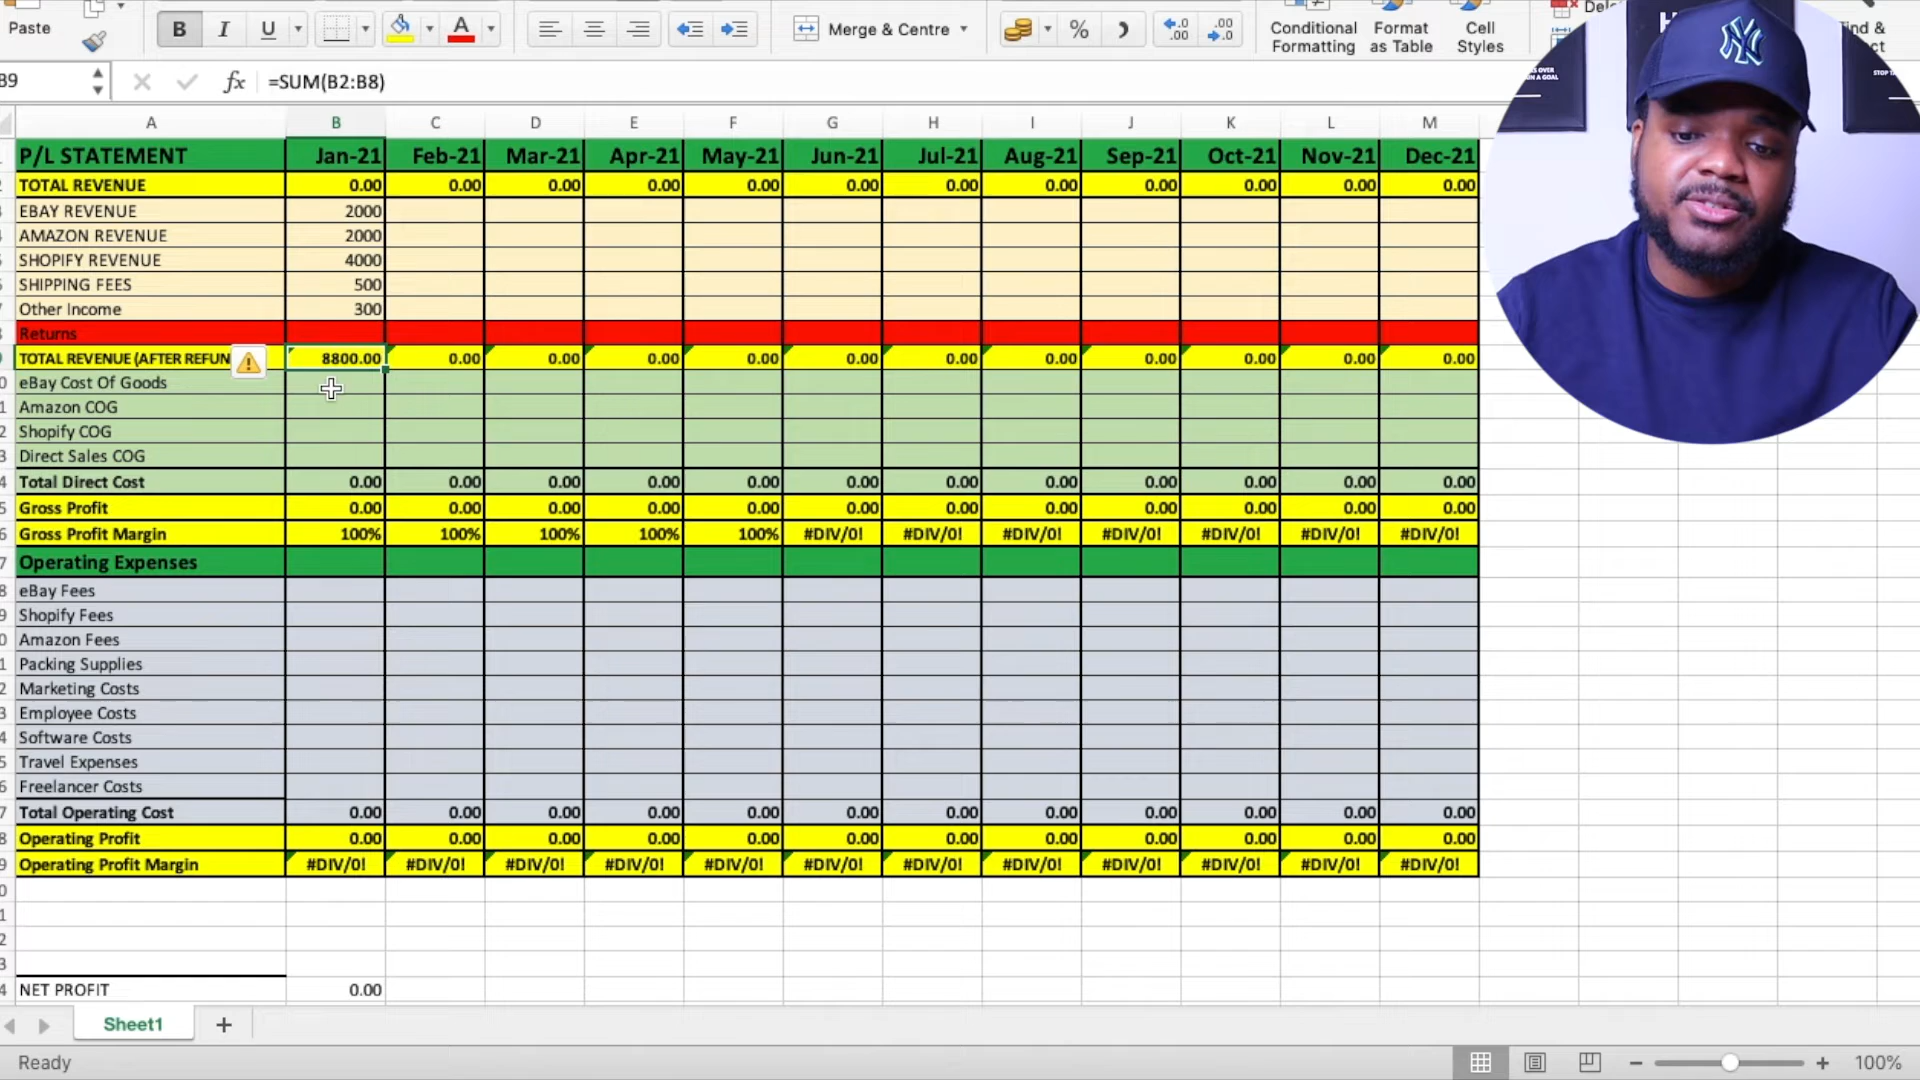 Paste B I U A Merge & Centre % Conditional Formatting Format as Table Cell Styles
B9 fx =SUM(B2:B8)
A B C D E F G H I J K L M
P/L STATEMENT Jan-21 Feb-21 Mar-21 Apr-21 May-21 Jun-21 Jul-21 Aug-21 Sep-21 Oct-21 Nov-21 Dec-21
TOTAL REVENUE 0.00 0.00 0.00 0.00 0.00 0.00 0.00 0.00 0.00 0.00 0.00 0.00
EBAY REVENUE 2000
AMAZON REVENUE 2000
SHOPIFY REVENUE 4000
SHIPPING FEES 500
Other Income 300
Returns
TOTAL REVENUE (AFTER REFUN 8800.00 0.00 0.00 0.00 0.00 0.00 0.00 0.00 0.00 0.00 0.00 0.00
eBay Cost Of Goods
Amazon COG
Shopify COG
Direct Sales COG
Total Direct Cost 0.00 0.00 0.00 0.00 0.00 0.00 0.00 0.00 0.00 0.00 0.00 0.00
Gross Profit 0.00 0.00 0.00 0.00 0.00 0.00 0.00 0.00 0.00 0.00 0.00 0.00
Gross Profit Margin 100% 100% 100% 100% 100% #DIV/0! #DIV/0! #DIV/0! #DIV/0! #DIV/0! #DIV/0! #DIV/0!
Operating Expenses
eBay Fees
Shopify Fees
Amazon Fees
Packing Supplies
Marketing Costs
Employee Costs
Software Costs
Travel Expenses
Freelancer Costs
Total Operating Cost 0.00 0.00 0.00 0.00 0.00 0.00 0.00 0.00 0.00 0.00 0.00 0.00
Operating Profit 0.00 0.00 0.00 0.00 0.00 0.00 0.00 0.00 0.00 0.00 0.00 0.00
Operating Profit Margin #DIV/0! #DIV/0! #DIV/0! #DIV/0! #DIV/0! #DIV/0! #DIV/0! #DIV/0! #DIV/0! #DIV/0! #DIV/0! #DIV/0!
NET PROFIT 0.00
Sheet1
Ready 100%
NY